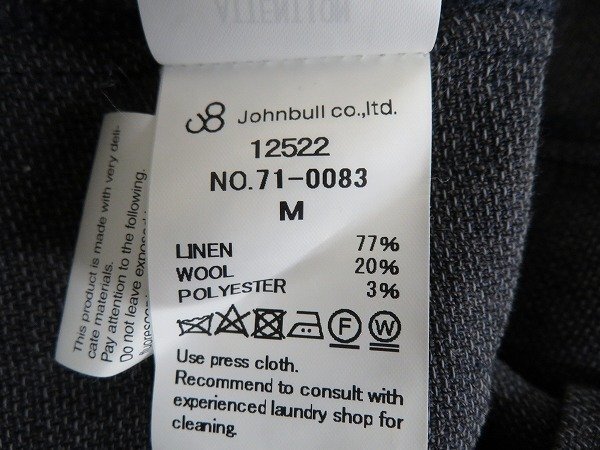 ATTENTION
Johnbull co.,ltd.
12522
NO.71-0083
M
LINEN 77%
WOOL 20%
POLYESTER 3%
F W
Use press cloth.
Recommend to consult with
experienced laundry shop for
cleaning.
This product is made with very deli-
cate materials.
Pay attention to the following.
Do not leave